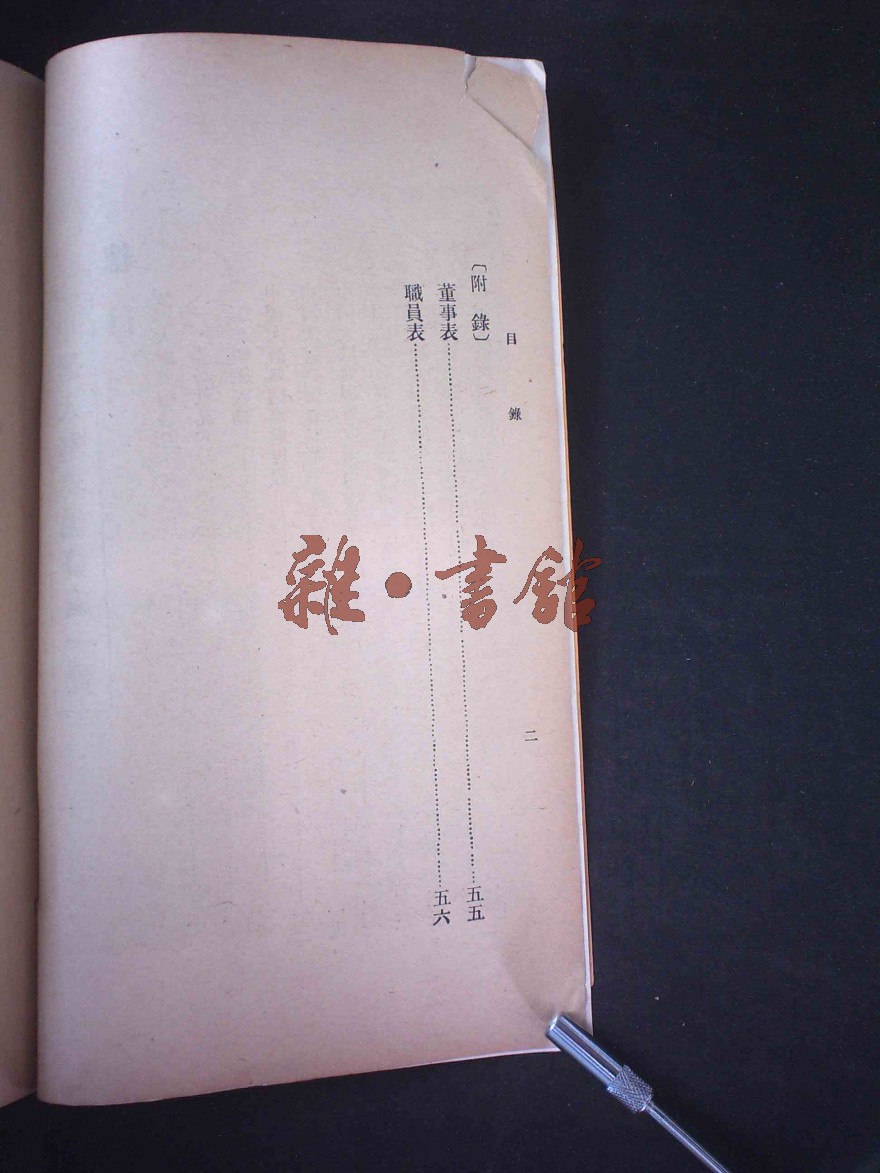 目錄 二
〔附錄〕
董事表……五五
職員表……五六
雜·書館